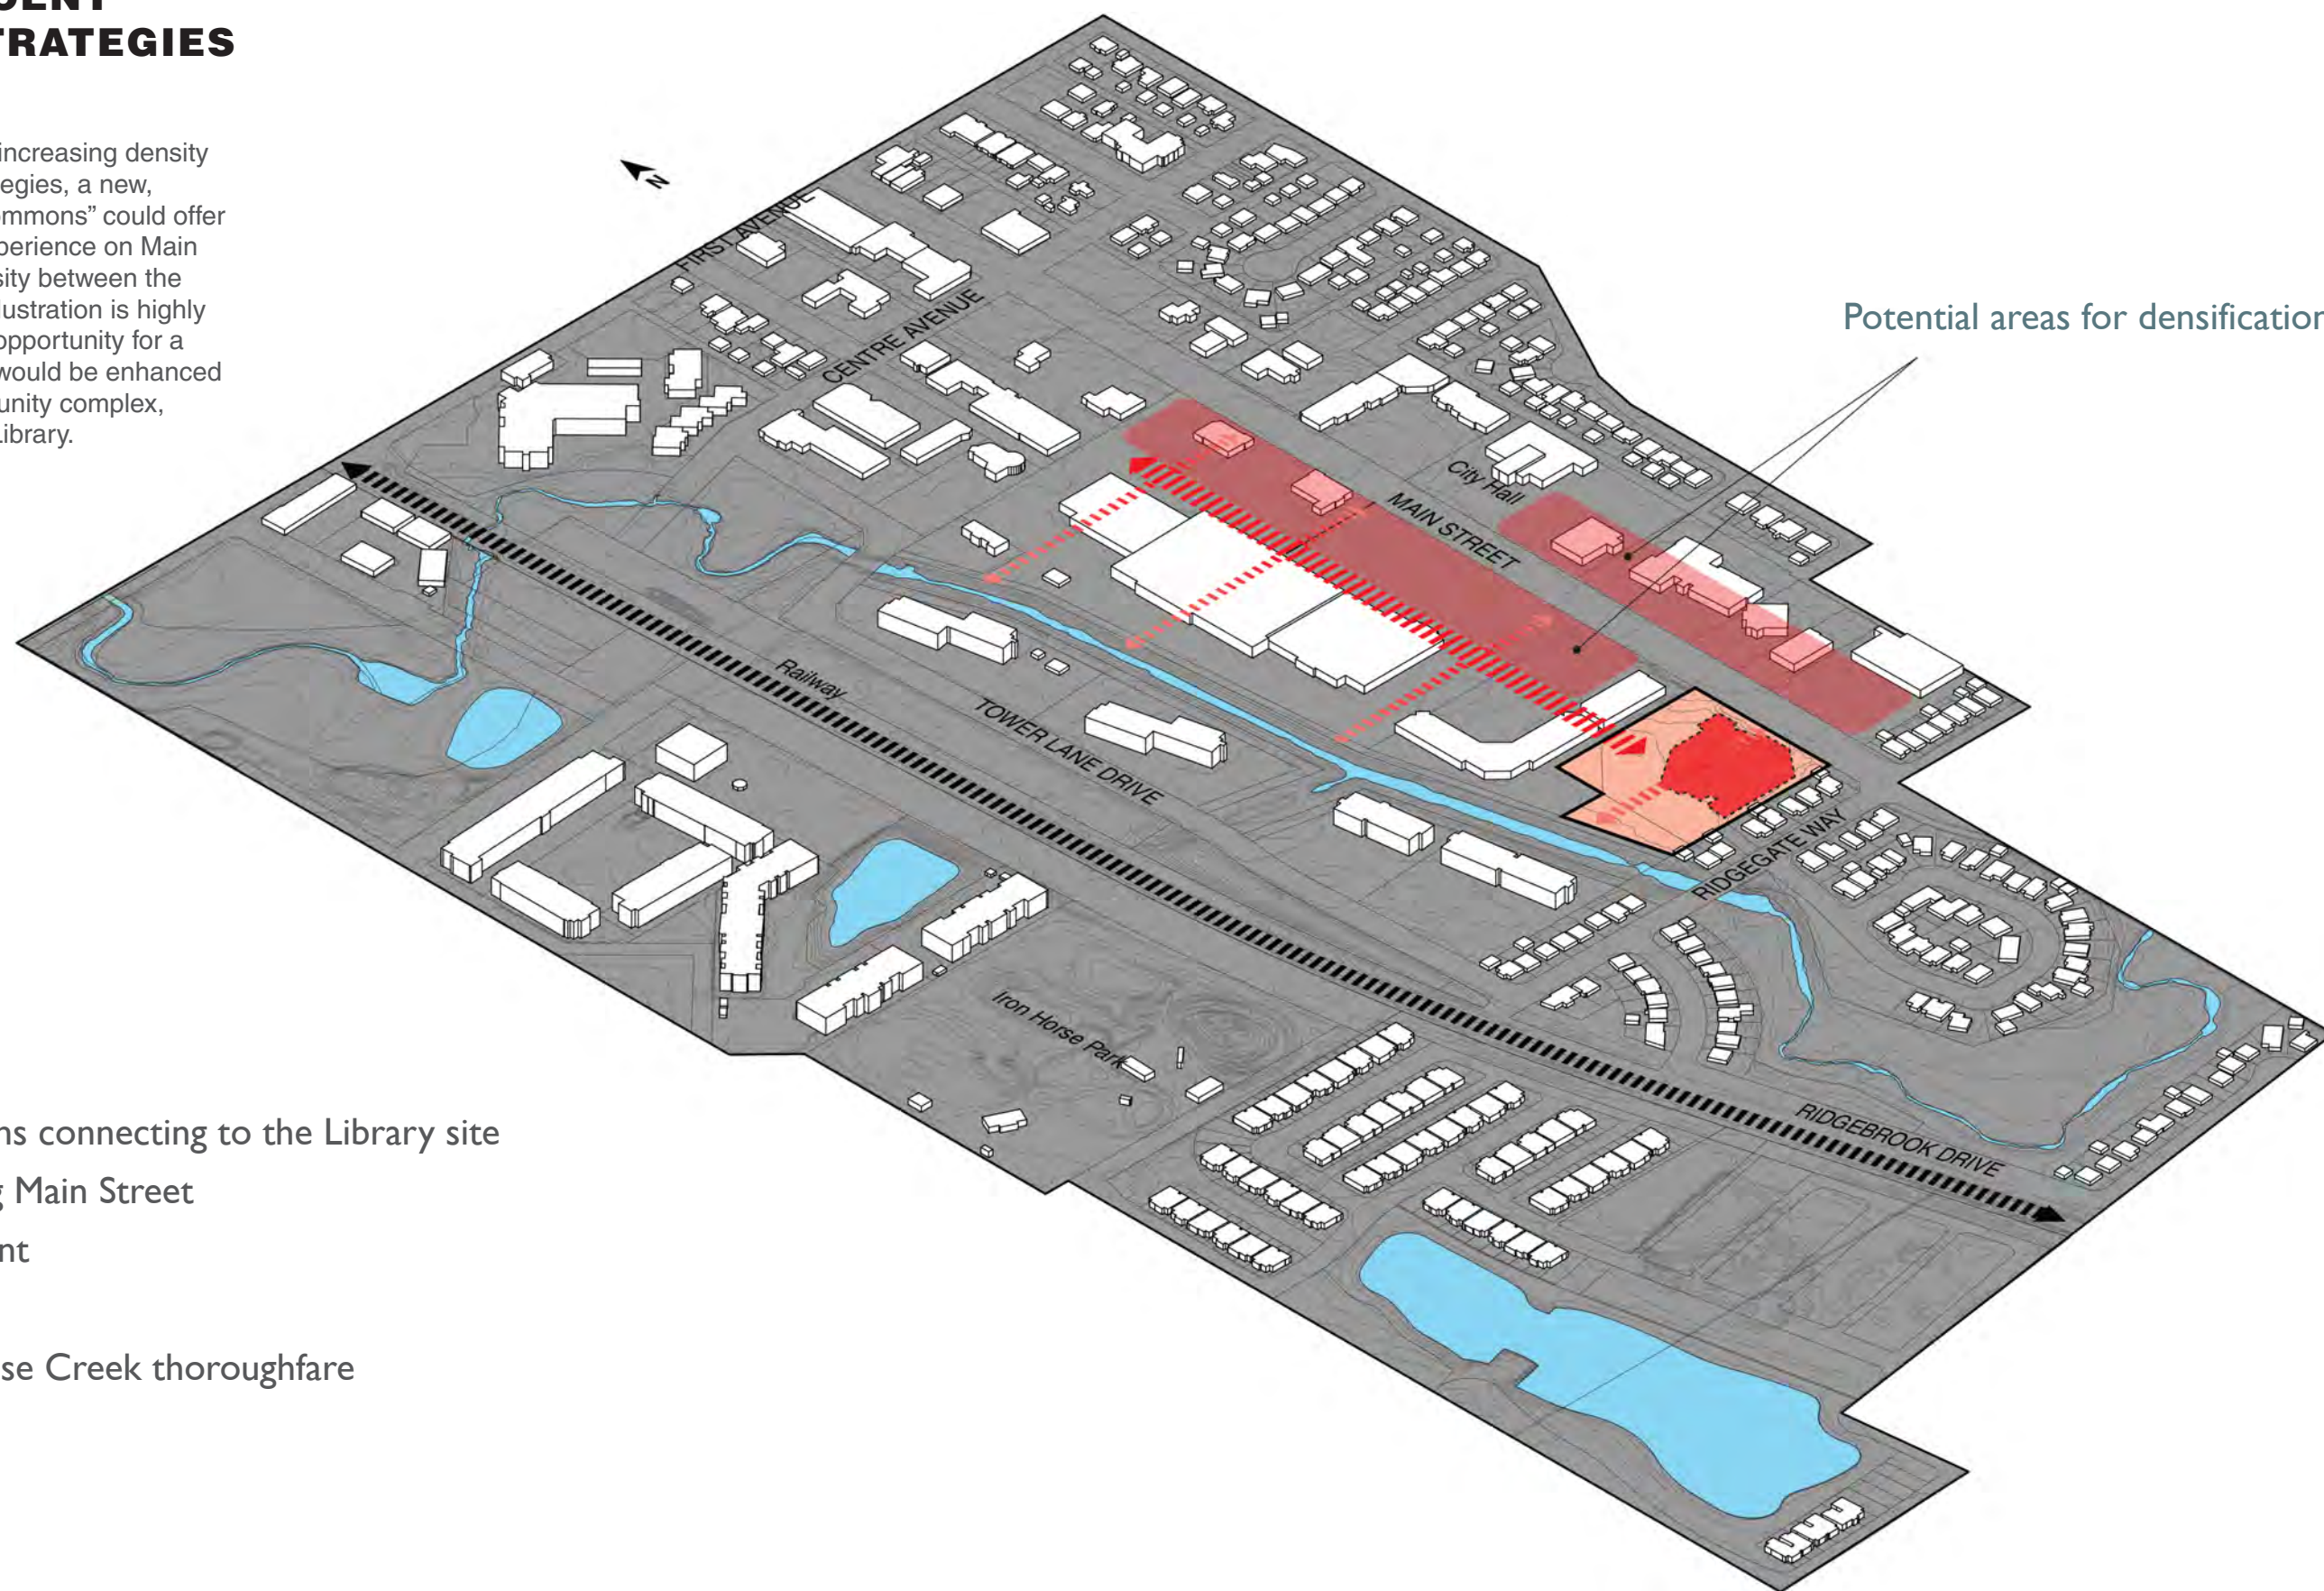 TRATEGIES
increasing density
egies, a new,
ommons” could offer
perience on Main
sity between the
lustration is highly
opportunity for a
would be enhanced
unity complex,
Library.
N
FIRST AVENUE
CENTRE AVENUE
Potential areas for densification
City Hall
MAIN STREET
Railway
TOWER LANE DRIVE
RIDGEGATE WAY
Iron Horse Park
RIDGEBROOK DRIVE
ns connecting to the Library site
g Main Street
nt
se Creek thoroughfare